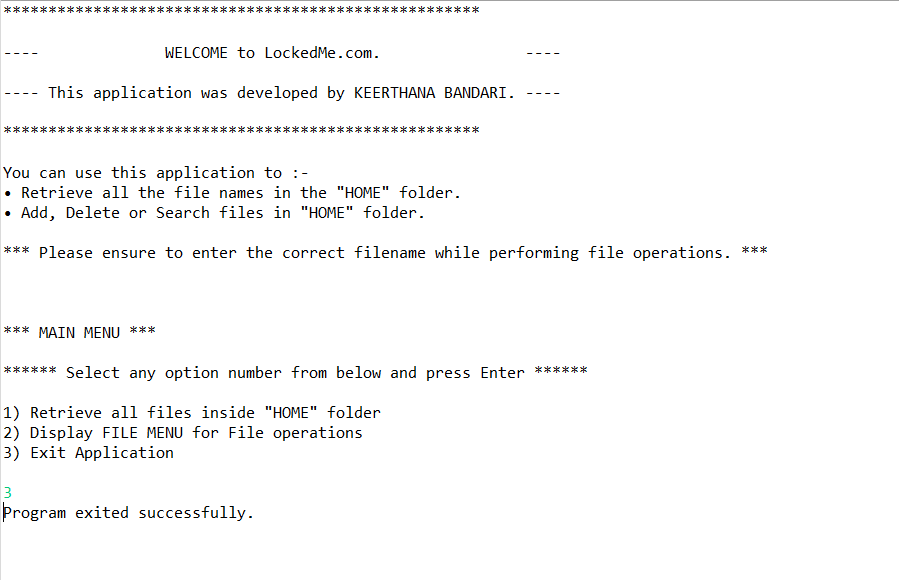 *****************************************************
---- WELCOME to LockedMe.com. ----
---- This application was developed by KEERTHANA BANDARI. ----
*****************************************************
You can use this application to :-
• Retrieve all the file names in the "HOME" folder.
• Add, Delete or Search files in "HOME" folder.
*** Please ensure to enter the correct filename while performing file operations. ***
*** MAIN MENU ***
****** Select any option number from below and press Enter ******
1) Retrieve all files inside "HOME" folder
2) Display FILE MENU for File operations
3) Exit Application
3
Program exited successfully.